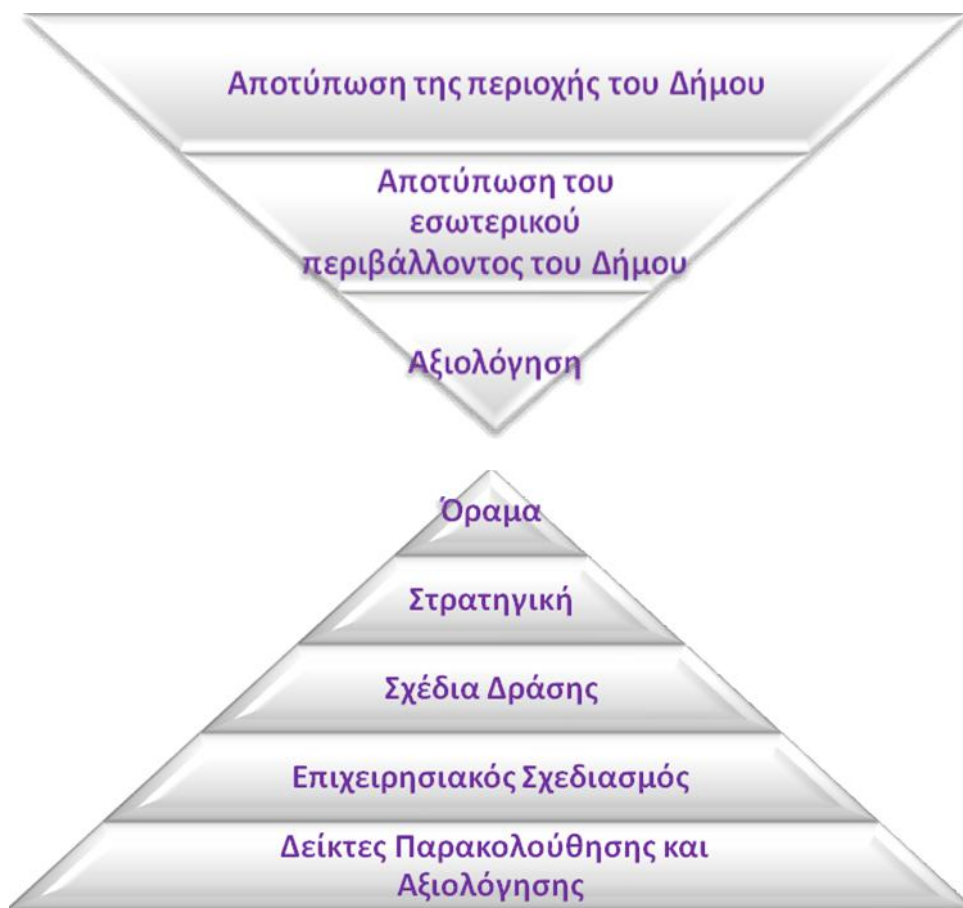 Αποτύπωση της περιοχής του Δήμου
Αποτύπωση του
εσωτερικού
περιβάλλοντος του Δήμου
Αξιολόγηση
Όραμα
Στρατηγική
Σχέδια Δράσης
Επιχειρησιακός Σχεδιασμός
Δείκτες Παρακολούθησης και
Αξιολόγησης